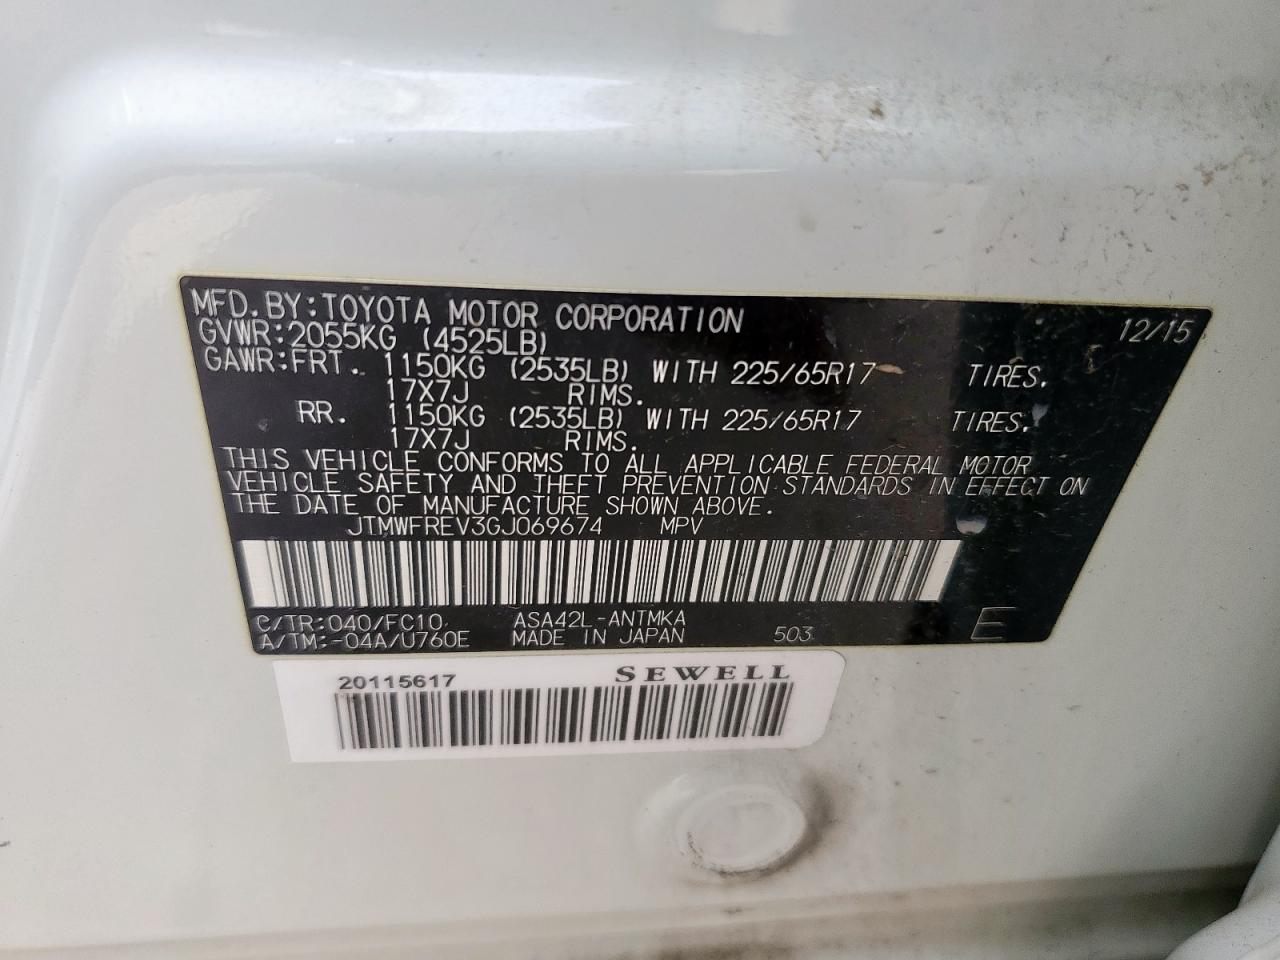 MFD. BY: TOYOTA MOTOR CORPORATION 12/15
GVWR: 2055KG (4525LB)
GAWR: FRT. 1150KG (2535LB) WITH 225/65R17 TIRES.
17X7J RIMS.
RR. 1150KG (2535LB) WITH 225/65R17 TIRES,
17X7J RIMS.
THIS VEHICLE CONFORMS TO ALL APPLICABLE FEDERAL MOTOR
VEHICLE SAFETY AND THEFT PREVENTION STANDARDS IN EFFECT ON
THE DATE OF MANUFACTURE SHOWN ABOVE.
JTMWFREV3GJ069674 MPV
C/TR: 040/FC10 ASA42L-ANTMKA
A/TM: -04A/U760E MADE IN JAPAN 503 E
20115617 SEWELL